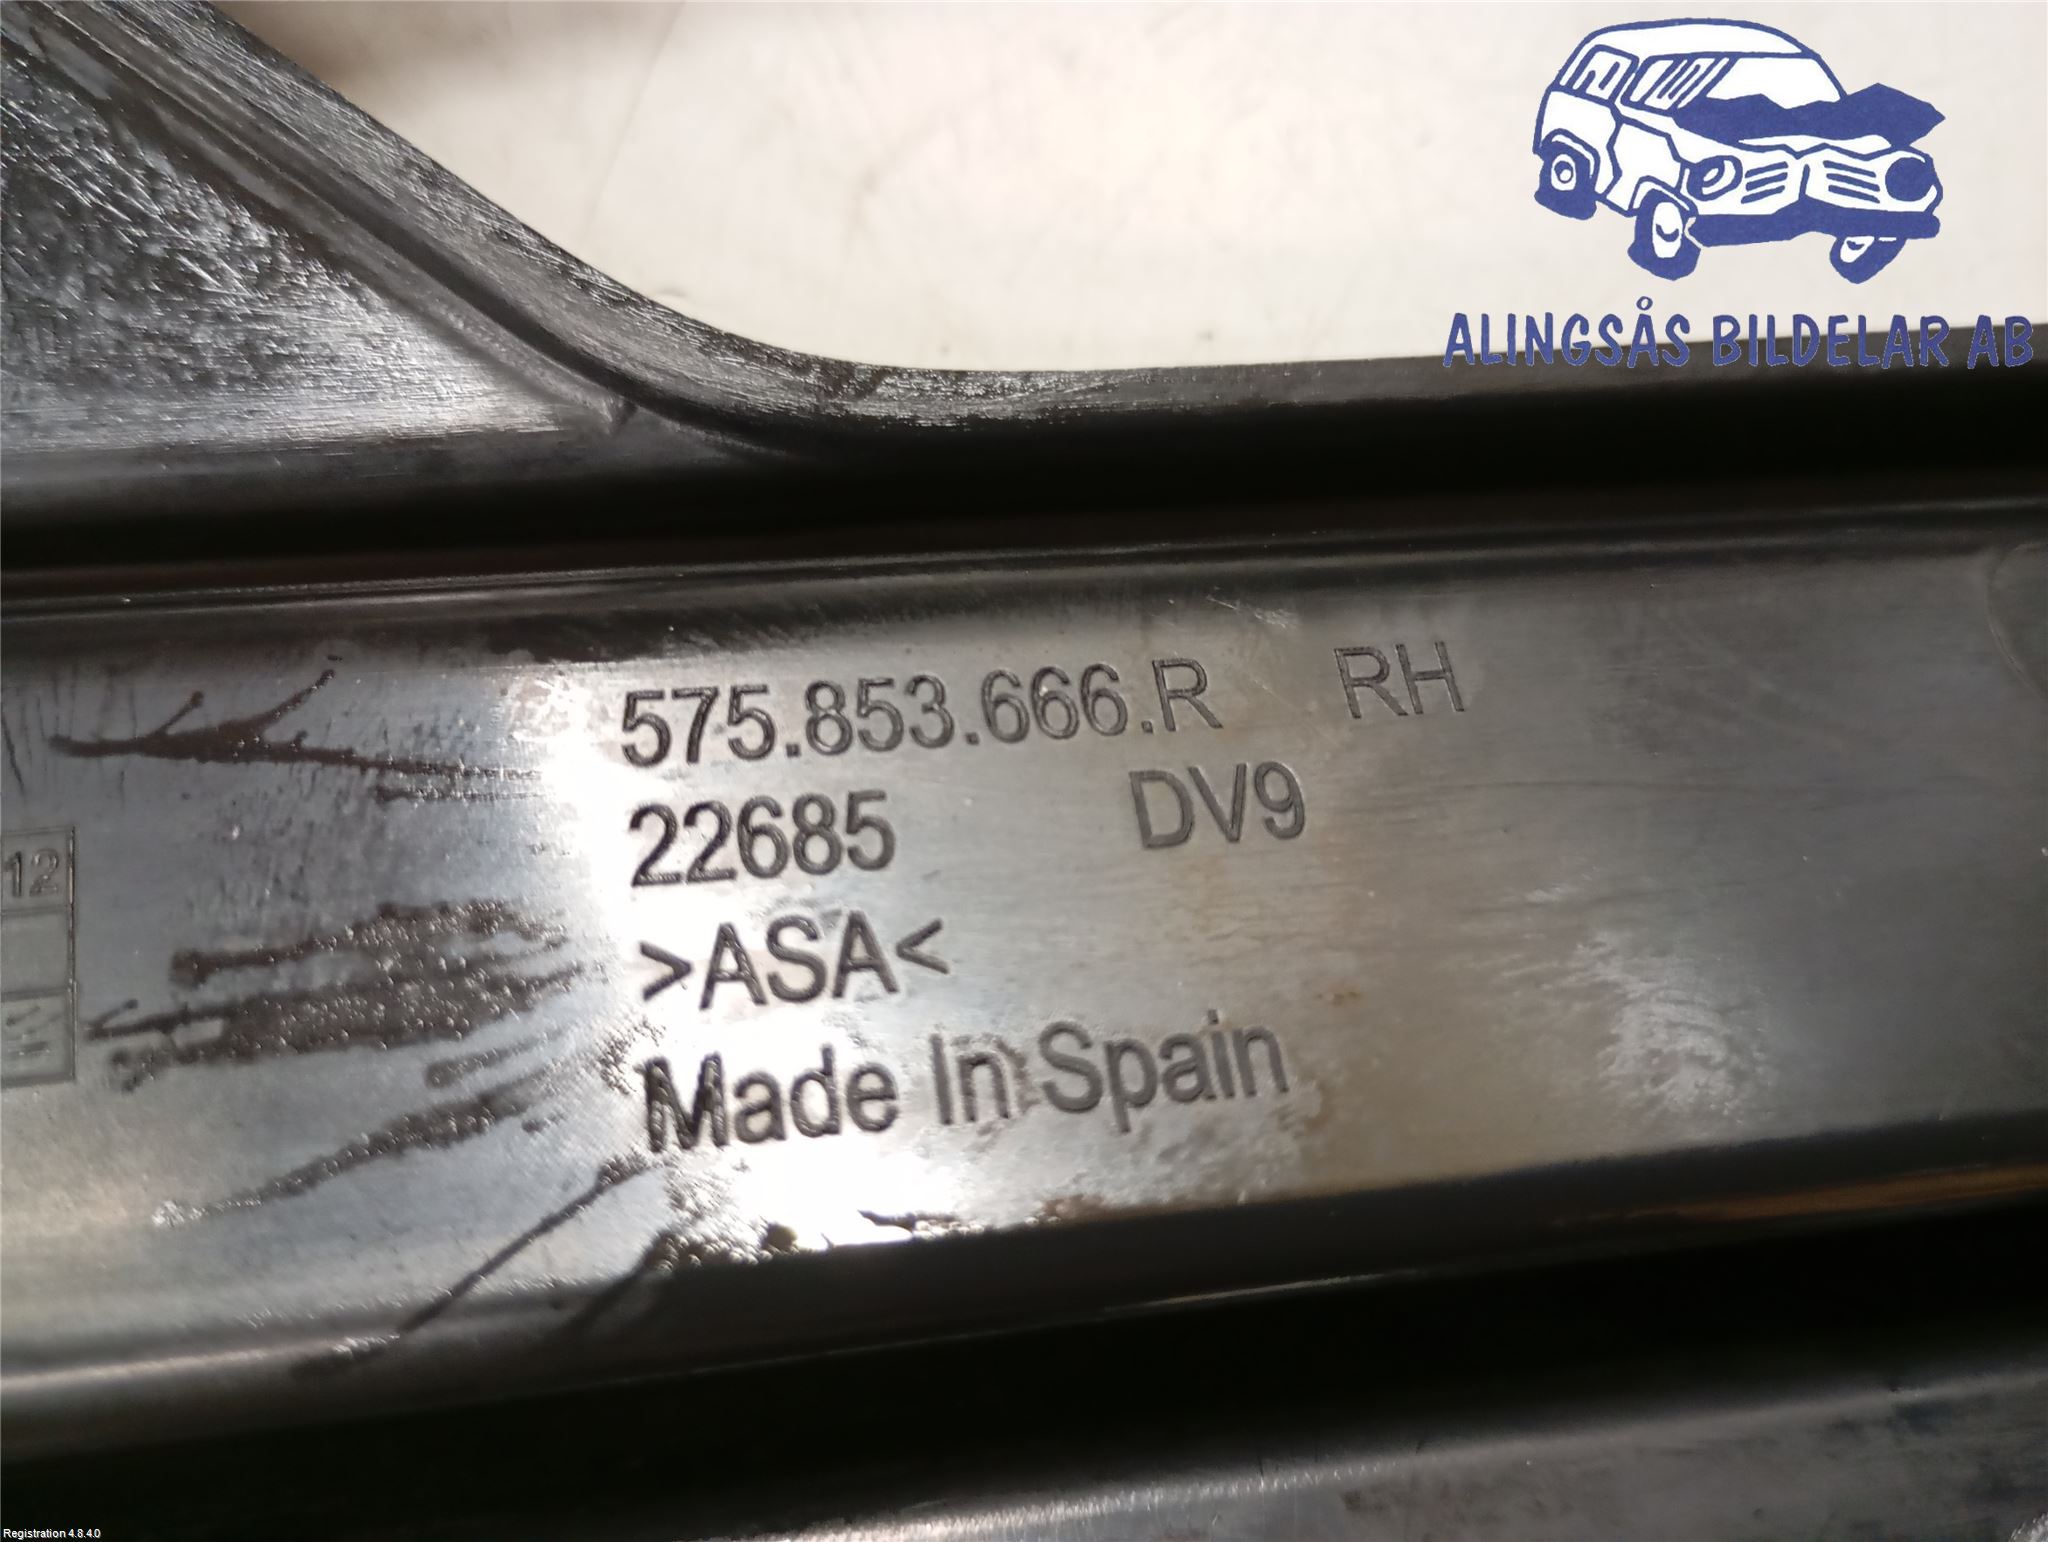 ALINGSÅS BILDELAR AB
575.853.666.R RH
22685 DV9
12
>ASA<
Made In Spain
Registration 4.8.4.0